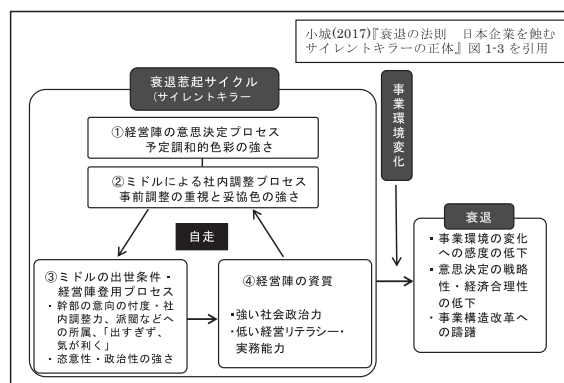 小城(2017)『衰退の法則 日本企業を蝕む
サイレントキラーの正体』図 1-3 を引用
衰退惹起サイクル
(サイレントキラー
事業環境変化
①経営陣の意思決定プロセス
予定調和的色彩の強さ
②ミドルによる社内調整プロセス
事前調整の重視と妥協色の強さ
自走
③ミドルの出世条件・
経営陣登用プロセス
・幹部の意向の忖度・社
内調整力、派閥などへ
の所属、「出すぎず、
気が利く」
・恣意性・政治性の強さ
④経営陣の資質
・強い社会政治力
・低い経営リテラシー・
実務能力
衰退
・事業環境の変化
への感度の低下
・意思決定の戦略
性・経済合理性
の低下
・事業構造改革へ
の躊躇